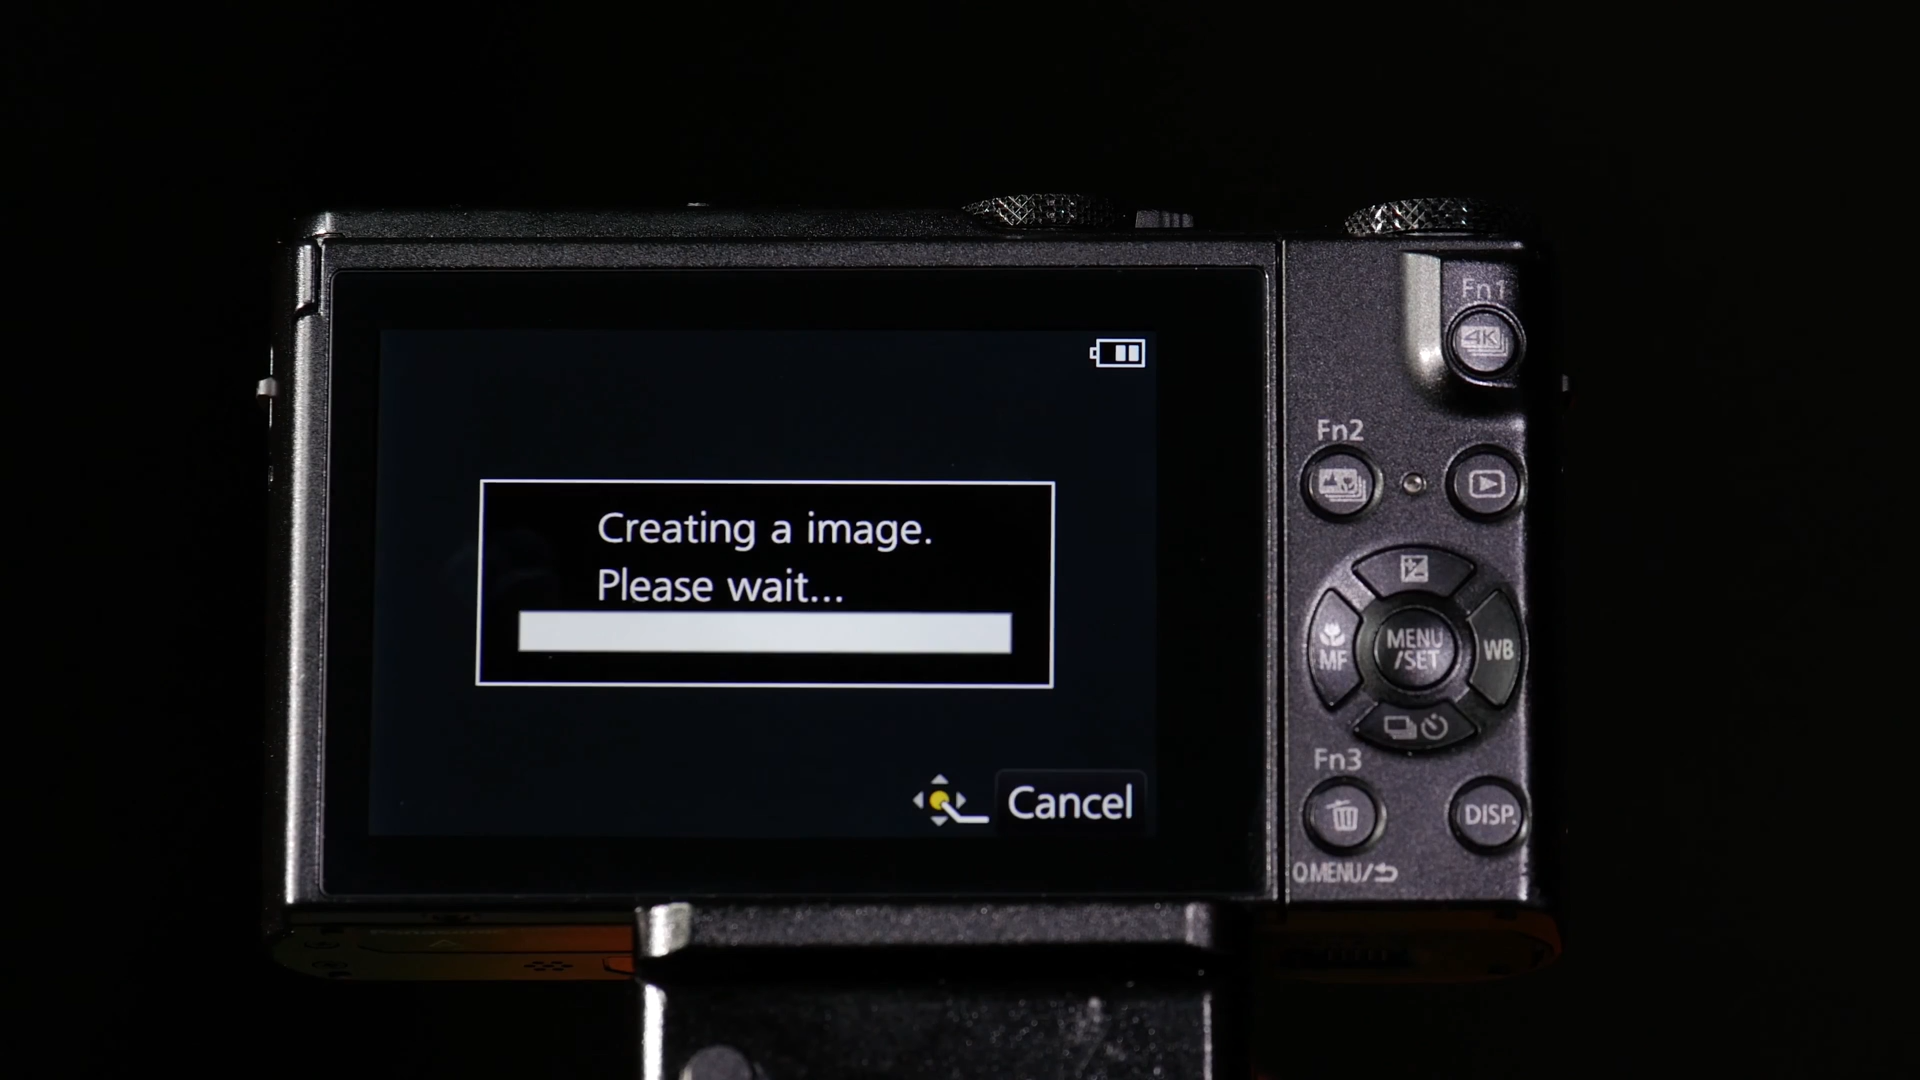 Fn1
4K
Creating a image.
Please wait...
Cancel
Fn2
MF
MENU
/SET
WB
Fn3
DISP.
Q.MENU/